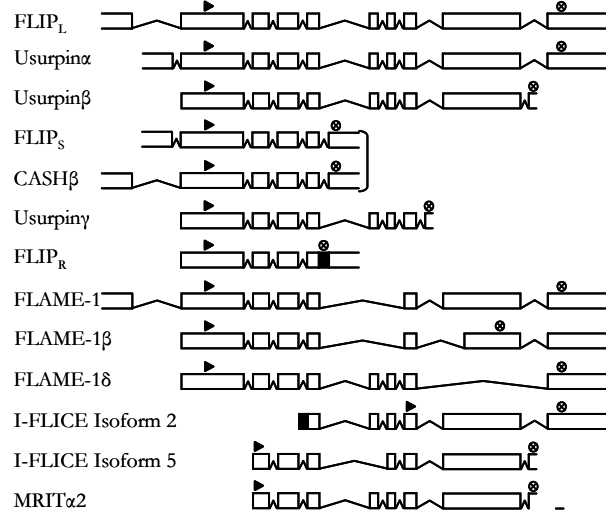 FLIPL
Usurpinα
Usurpinβ
FLIPS
CASHβ
Usurpinγ
FLIPR
FLAME-1
FLAME-1β
FLAME-1δ
I-FLICE Isoform 2
I-FLICE Isoform 5
MRITα2